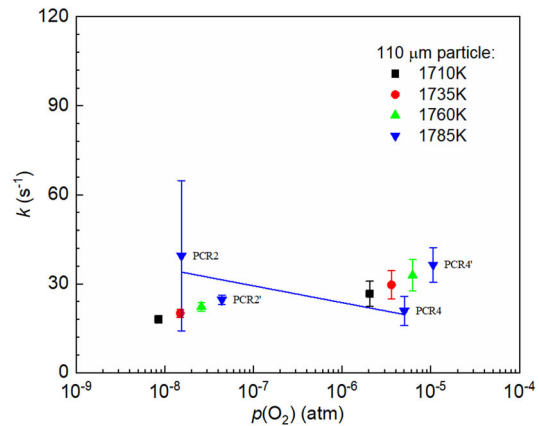 120
90
60
30
0
k (s⁻¹)
110 μm particle:
1710K
1735K
1760K
1785K
PCR2
PCR2'
PCR4'
PCR4
10⁻⁹
10⁻⁸
10⁻⁷
10⁻⁶
10⁻⁵
10⁻⁴
p(O₂) (atm)